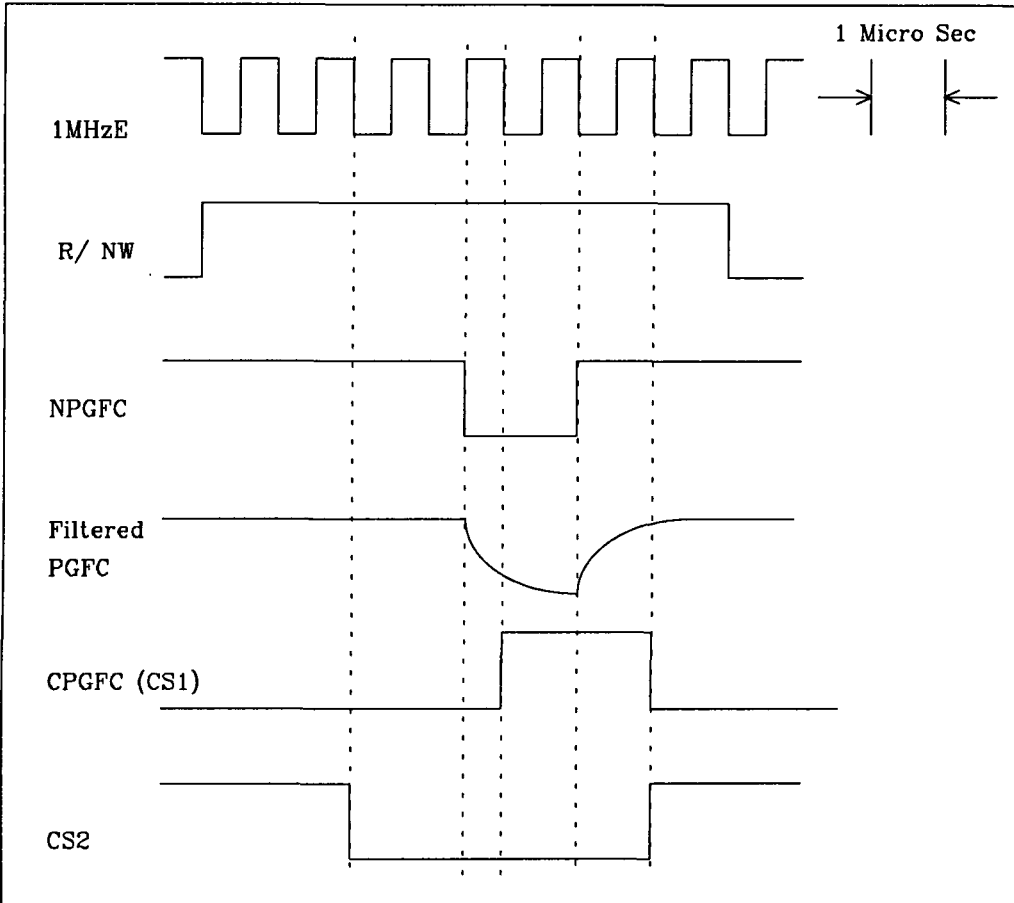 1 Micro Sec
1MHzE
R/ NW
NPGFC
Filtered
PGFC
CPGFC (CS1)
CS2